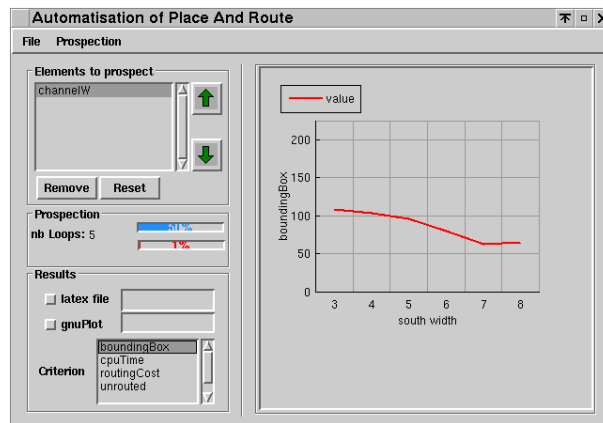 Automatisation of Place And Route
File Prospection
Elements to prospect
channelW
Remove Reset
Prospection
nb Loops: 5
50%
1%
Results
latex file
gnuPlot
Criterion
boundingBox
cpuTime
routingCost
unrouted
value
boundingBox
200
150
100
50
0
3 4 5 6 7 8
south width